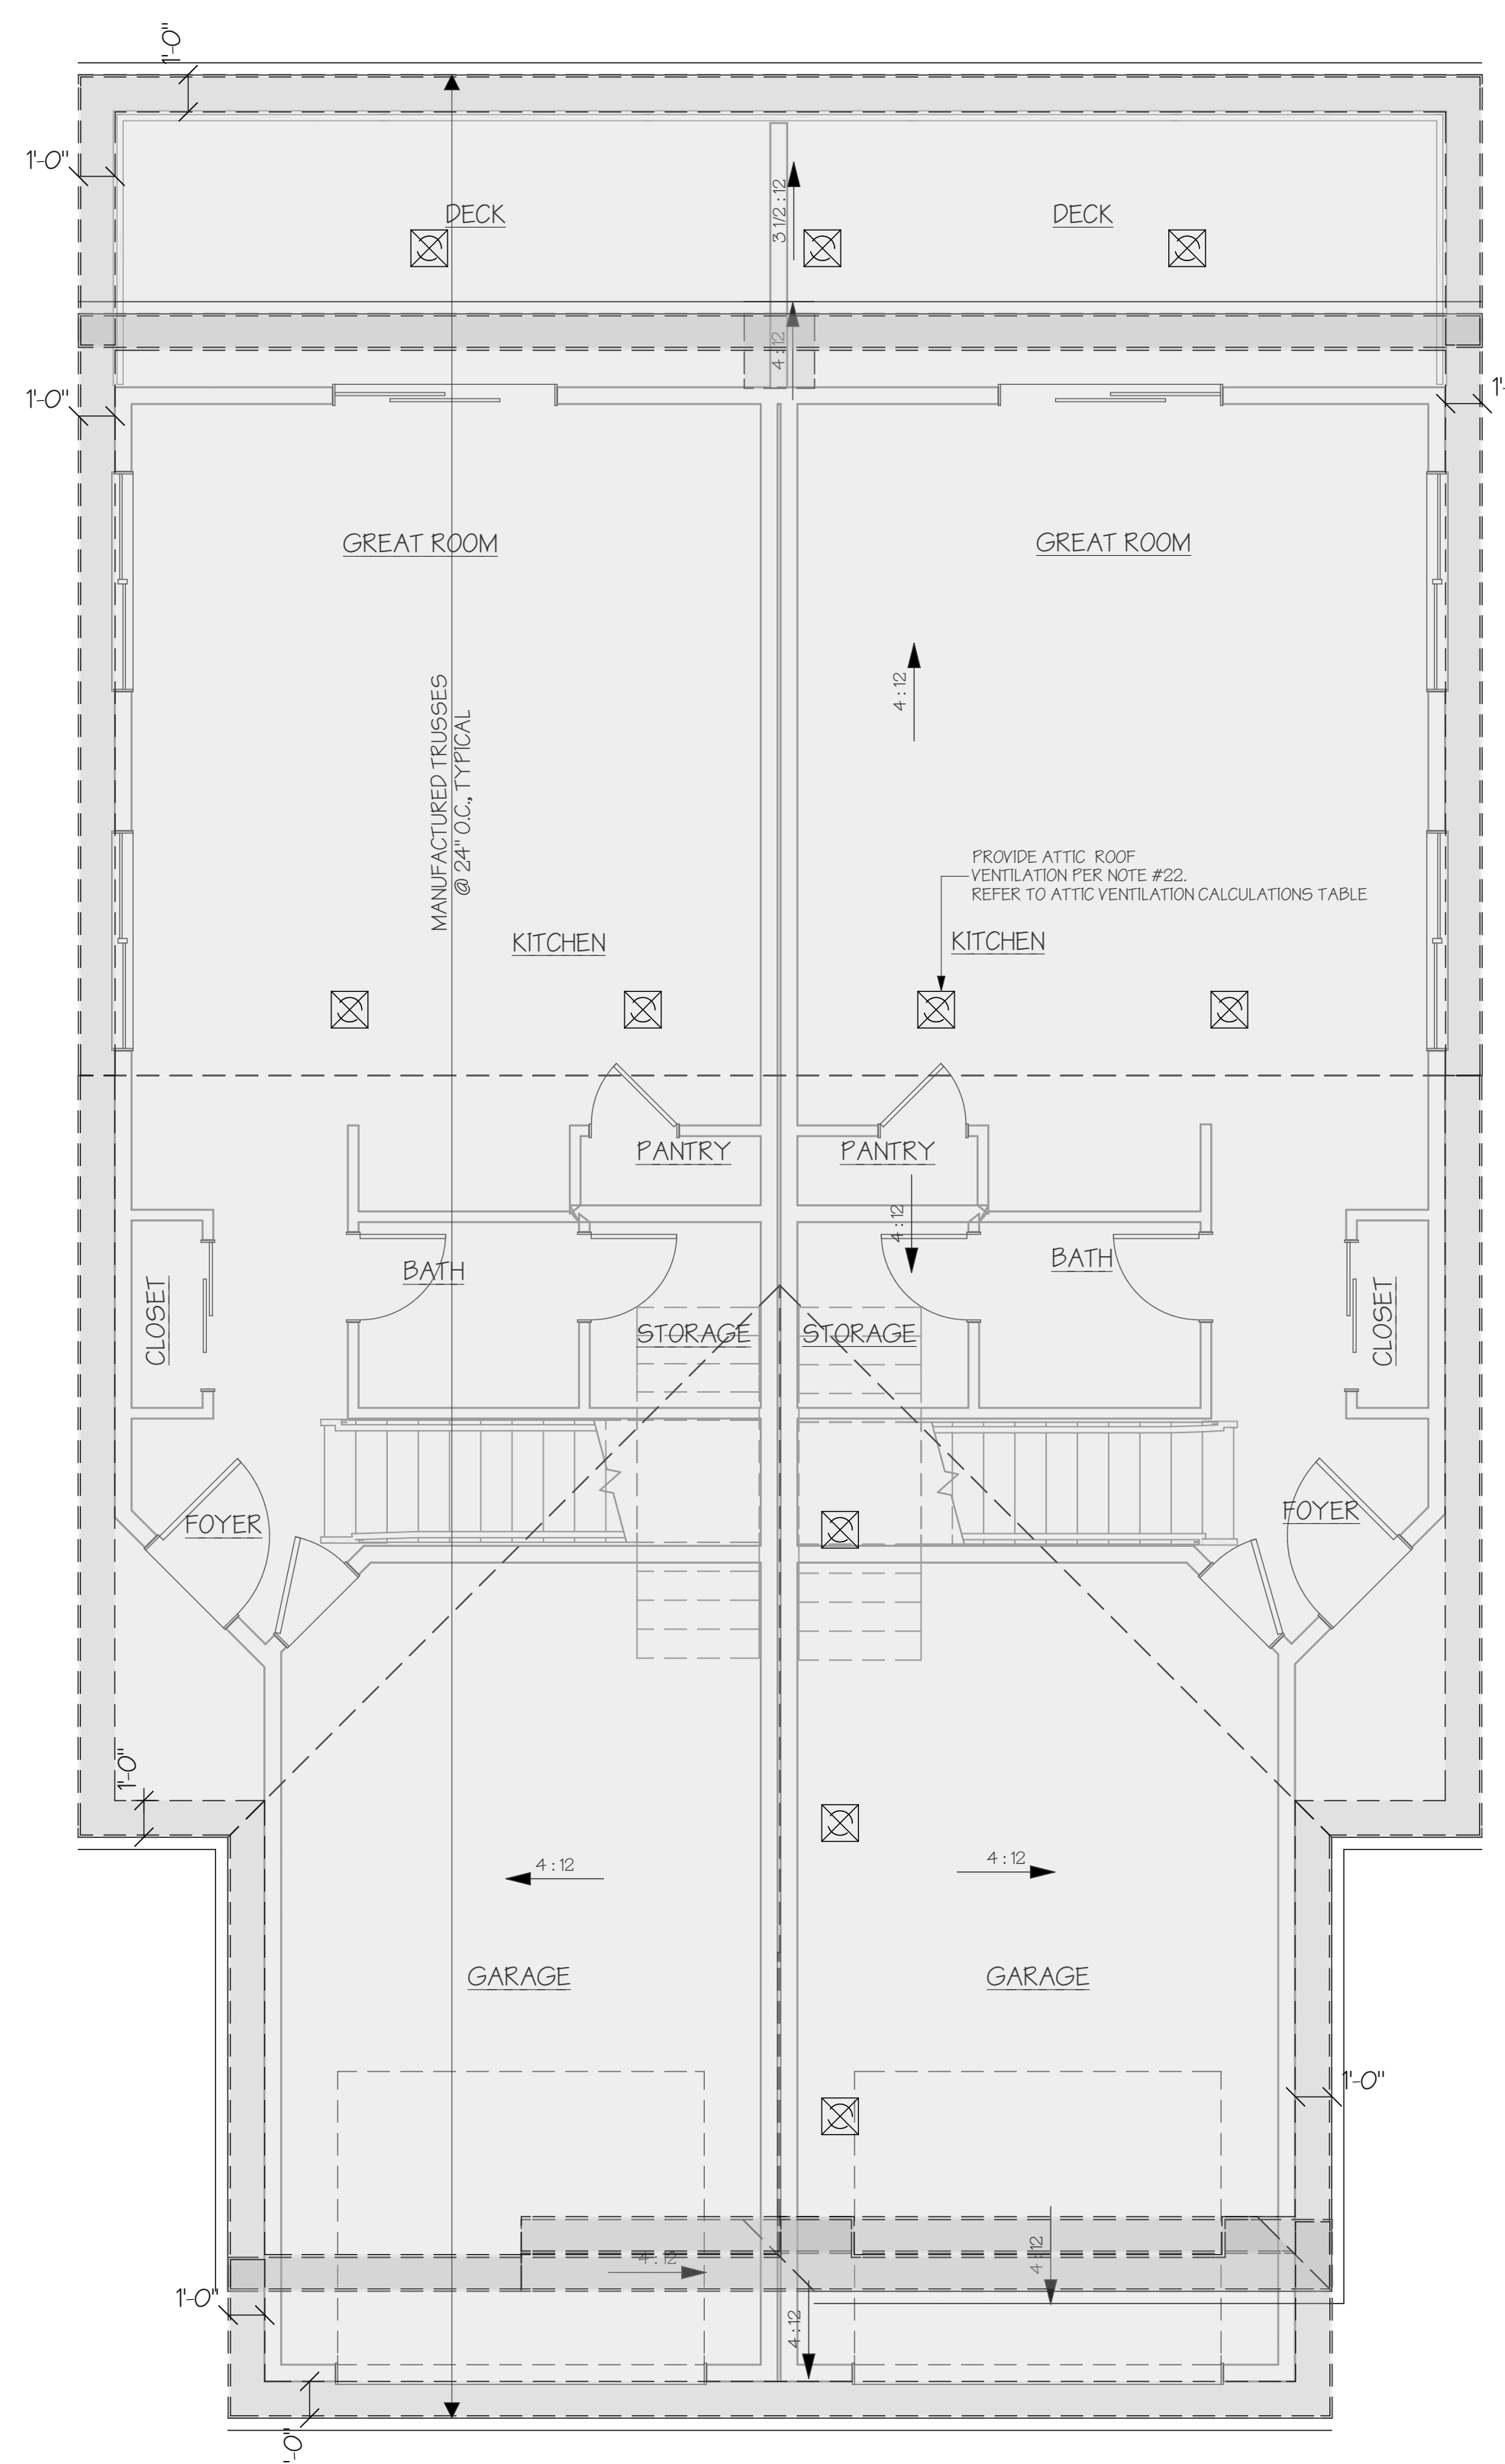 1'-0"
1'-0"
DECK
3 1/2 : 12
DECK
4 : 12
1'-0"
1'-
GREAT ROOM
GREAT ROOM
4 : 12
MANUFACTURED TRUSSES
@ 24" O.C., TYPICAL
PROVIDE ATTIC ROOF
VENTILATION PER NOTE #22.
REFER TO ATTIC VENTILATION CALCULATIONS TABLE
KITCHEN
KITCHEN
PANTRY
PANTRY
4 : 12
BATH
BATH
CLOSET
STORAGE
STORAGE
CLOSET
FOYER
FOYER
1'-0"
4 : 12
4 : 12
GARAGE
GARAGE
1'-0"
4 : 12
4 : 12
1'-0"
4 : 12
'-0"